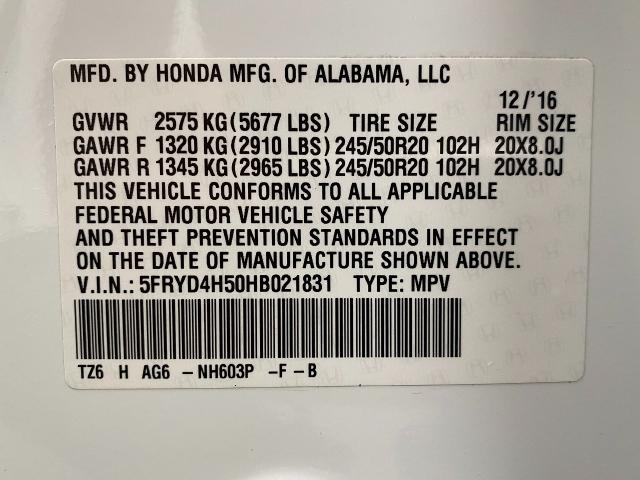 MFD. BY HONDA MFG. OF ALABAMA, LLC
12/'16
GVWR 2575 KG (5677 LBS) TIRE SIZE RIM SIZE
GAWR F 1320 KG (2910 LBS) 245/50R20 102H 20X8.0J
GAWR R 1345 KG (2965 LBS) 245/50R20 102H 20X8.0J
THIS VEHICLE CONFORMS TO ALL APPLICABLE
FEDERAL MOTOR VEHICLE SAFETY
AND THEFT PREVENTION STANDARDS IN EFFECT
ON THE DATE OF MANUFACTURE SHOWN ABOVE.
V.I.N.: 5FRYD4H50HB021831 TYPE: MPV
TZ6 H AG6 - NH603P - F - B